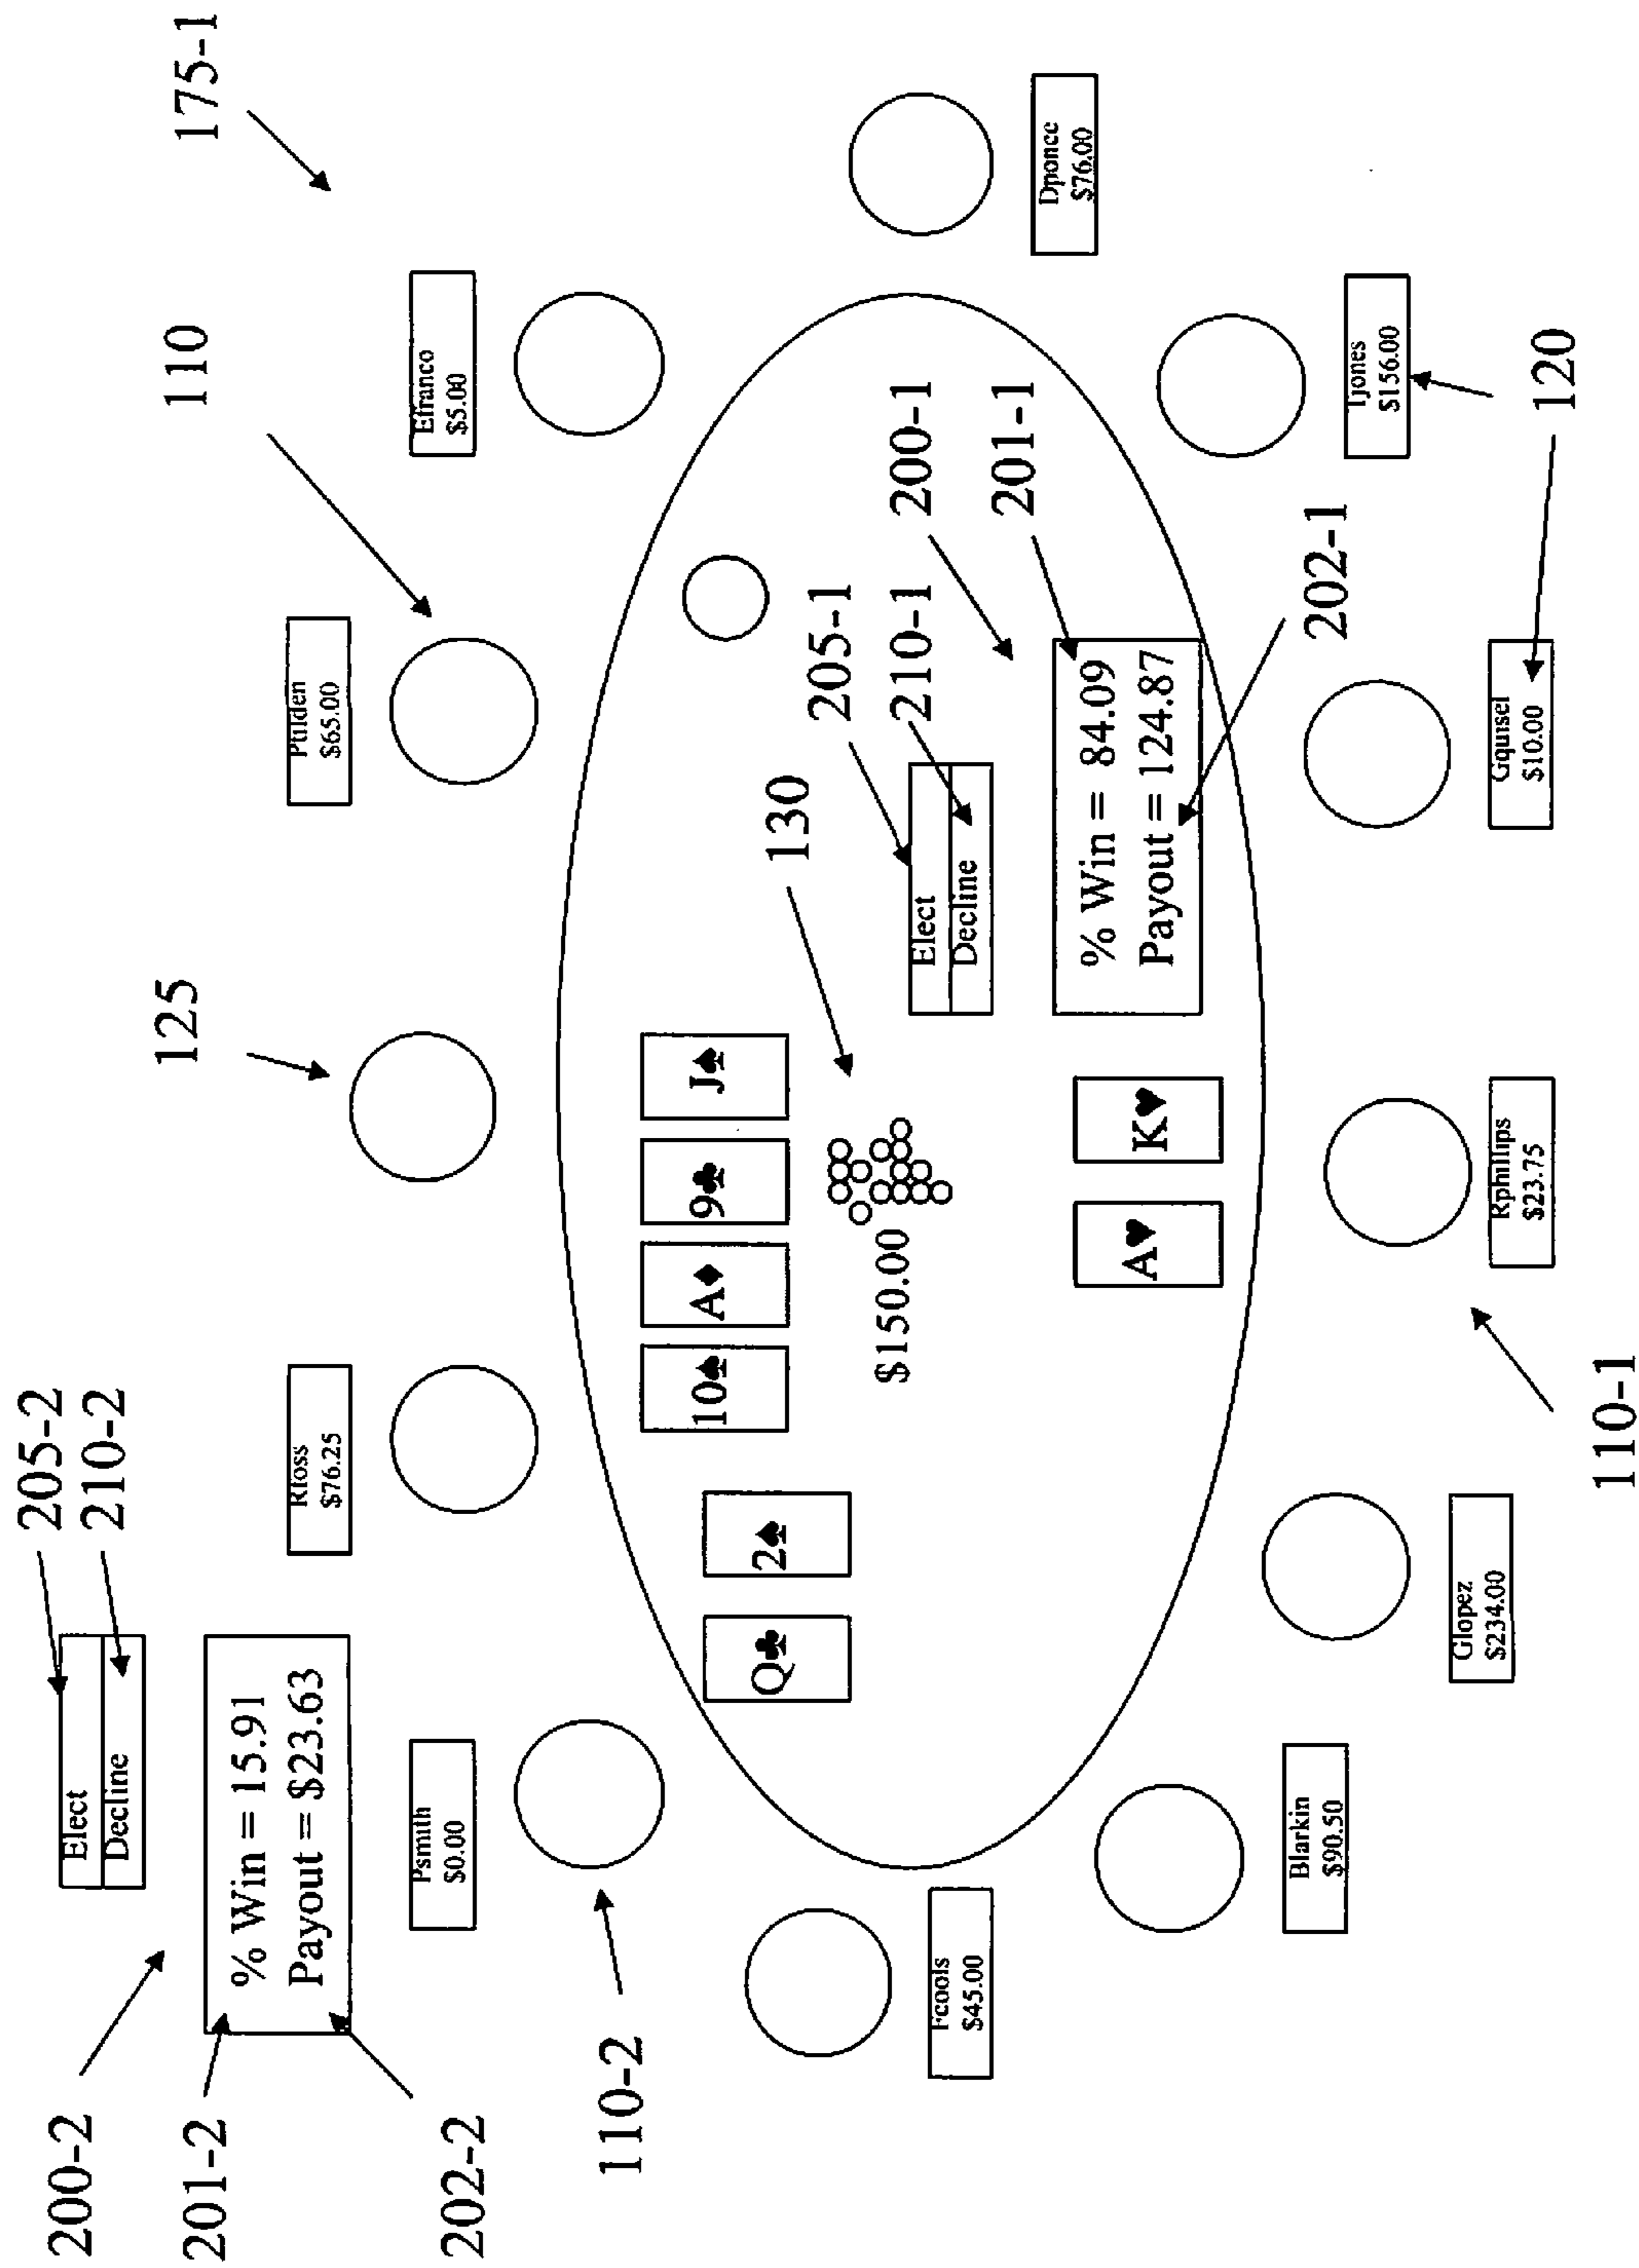 205-2
200-2
Elect
210-2
Decline
125
110
175-1
201-2
% Win = 15.91
Payout = $23.63
Rfoss
$76.25
Ptilden
$65.00
202-2
Psmith
$0.00
Efranco
$5.00
110-2
Q♣
2♠
10♠
A♦
9♣
J♠
130
205-1
210-1
200-1
201-1
$150.00
Elect
Decline
Fcools
$45.00
Dponce
$76.00
A♥
K♥
% Win = 84.09
Payout = 124.87
202-1
Blarkin
$90.50
Tjones
$156.00
Glopez
$234.00
Rphilips
$23.75
Gquisel
$10.00
120
110-1